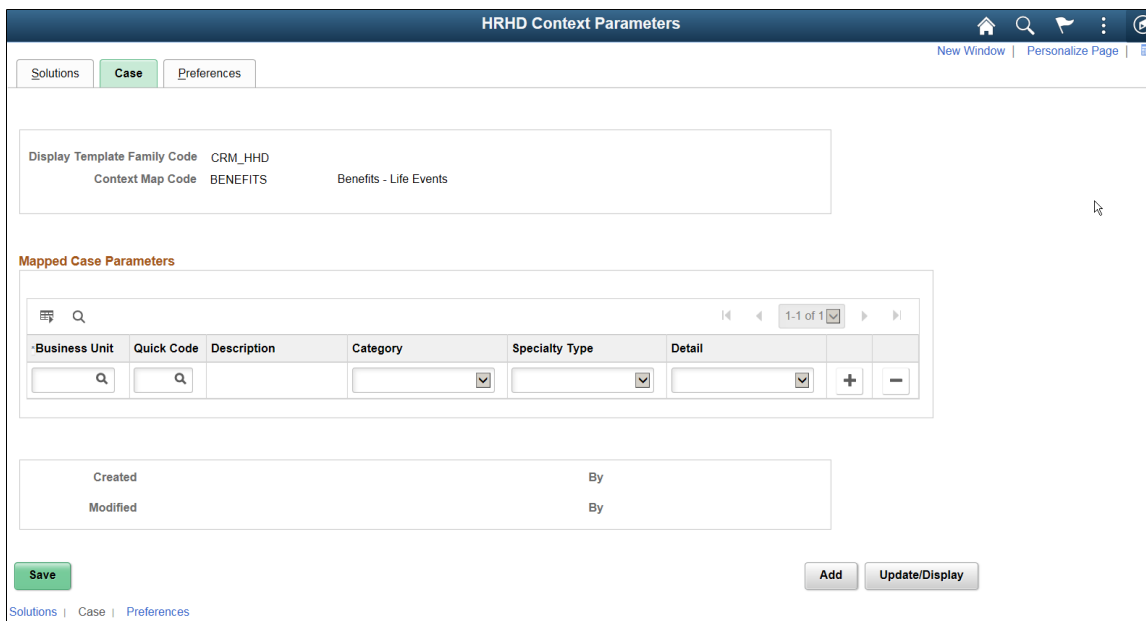 HRHD Context Parameters
New Window | Personalize Page |
Solutions Case Preferences
Display Template Family Code CRM_HHD
Context Map Code BENEFITS Benefits - Life Events
Mapped Case Parameters
1-1 of 1
*Business Unit Quick Code Description Category Specialty Type Detail
Created By
Modified By
Save Add Update/Display
Solutions | Case | Preferences